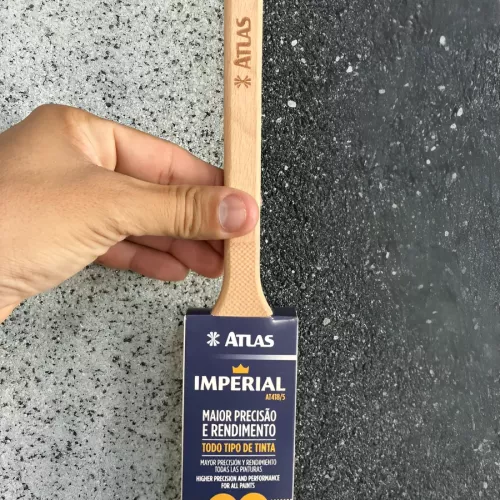 ATLAS
ATLAS
IMPERIAL
AT418/5
MAIOR PRECISÃO
E RENDIMENTO
TODO TIPO DE TINTA
MAYOR PRECISIÓN Y RENDIMIENTO
TODAS LAS PINTURAS
HIGHER PRECISION AND PERFORMANCE
FOR ALL PAINTS